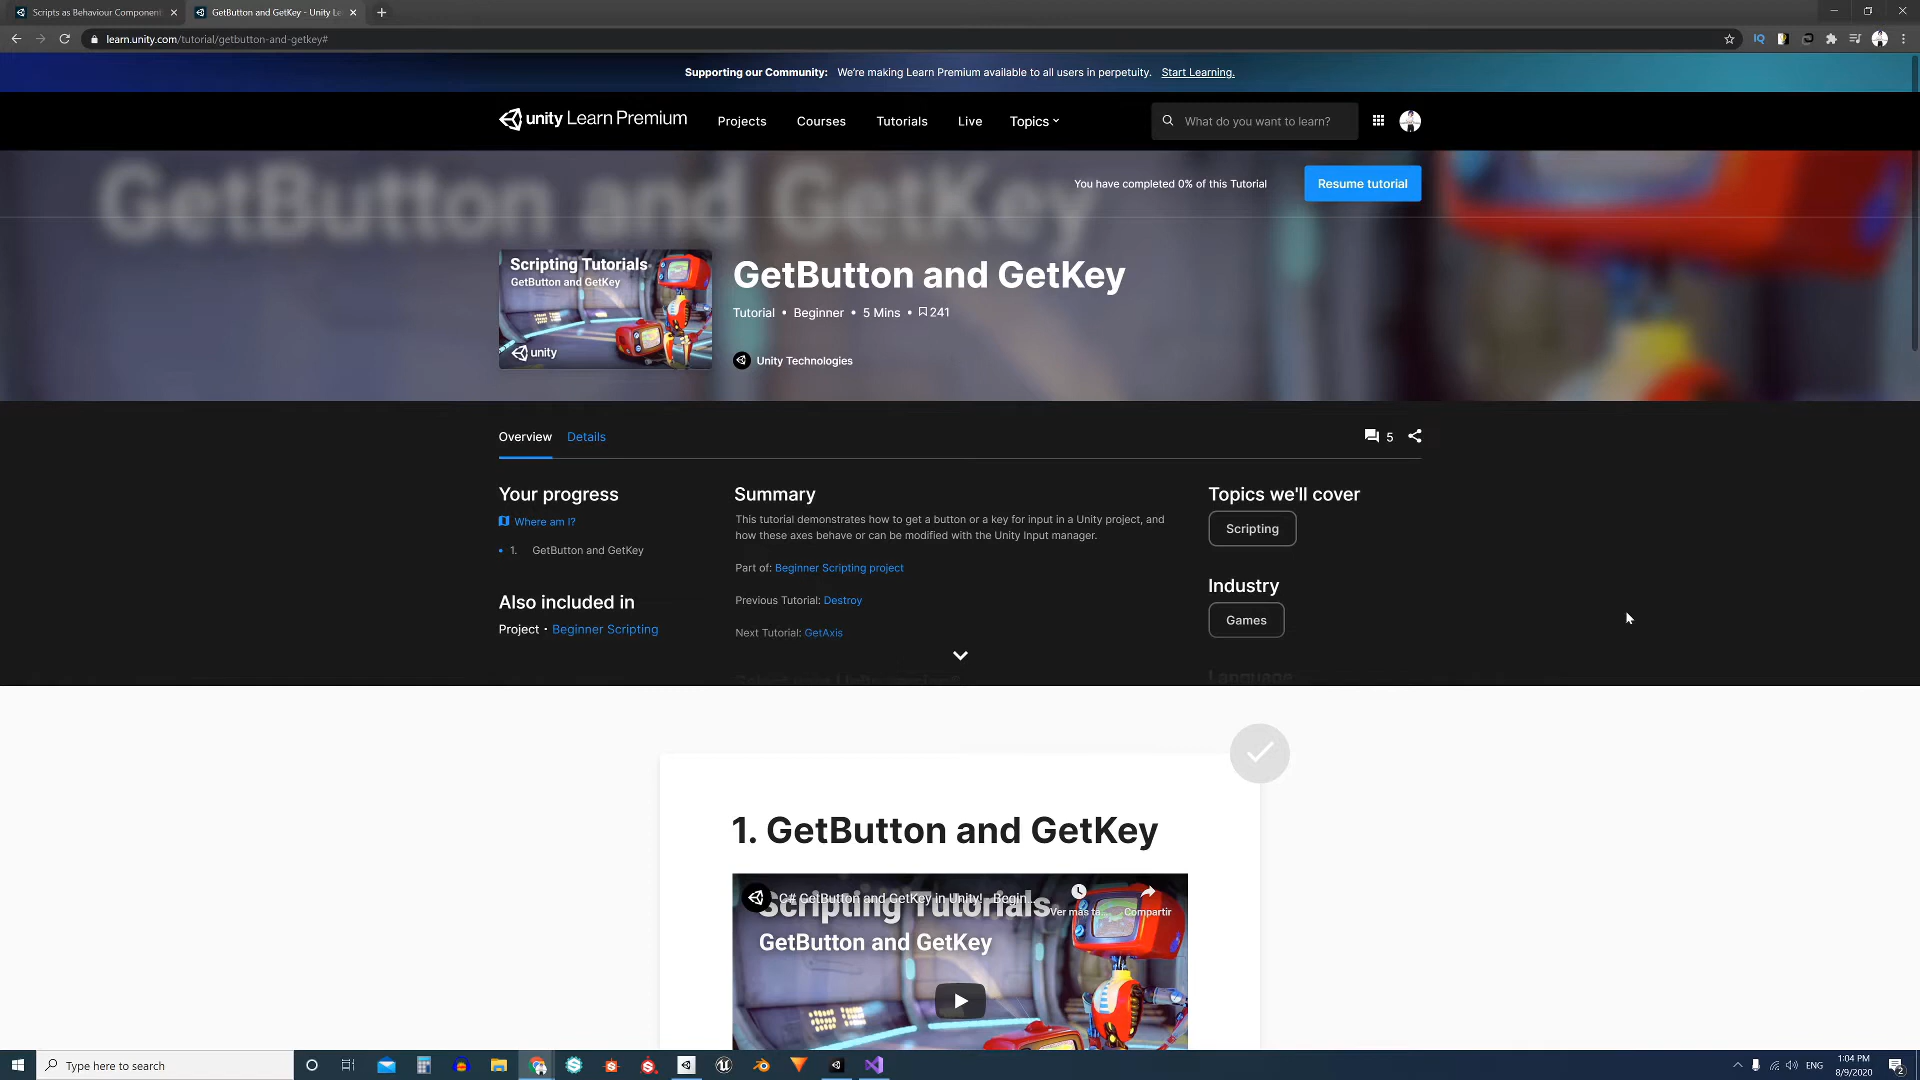 Scripts as Behaviour Component
GetButton and GetKey - Unity Le
learn.unity.com/tutorial/getbutton-and-getkey#
IQ
Supporting our Community: We're making Learn Premium available to all users in perpetuity. Start Learning.
unity Learn Premium
Projects
Courses
Tutorials
Live
Topics
What do you want to learn?
GetButton and GetKey
You have completed 0% of this Tutorial
Resume tutorial
Scripting Tutorials
GetButton and GetKey
unity
GetButton and GetKey
Tutorial • Beginner • 5 Mins • 241
Unity Technologies
Overview
Details
5
Your progress
Where am I?
• 1. GetButton and GetKey
Also included in
Project • Beginner Scripting
Summary
This tutorial demonstrates how to get a button or a key for input in a Unity project, and
how these axes behave or can be modified with the Unity Input manager.
Part of: Beginner Scripting project
Previous Tutorial: Destroy
Next Tutorial: GetAxis
Topics we'll cover
Scripting
Industry
Games
Language
1. GetButton and GetKey
C# GetButton and GetKey in Unity! - Begin...
Scripting Tutorials
Ver más ta...
Compartir
GetButton and GetKey
Type here to search
ENG
1:04 PM
8/9/2020
2